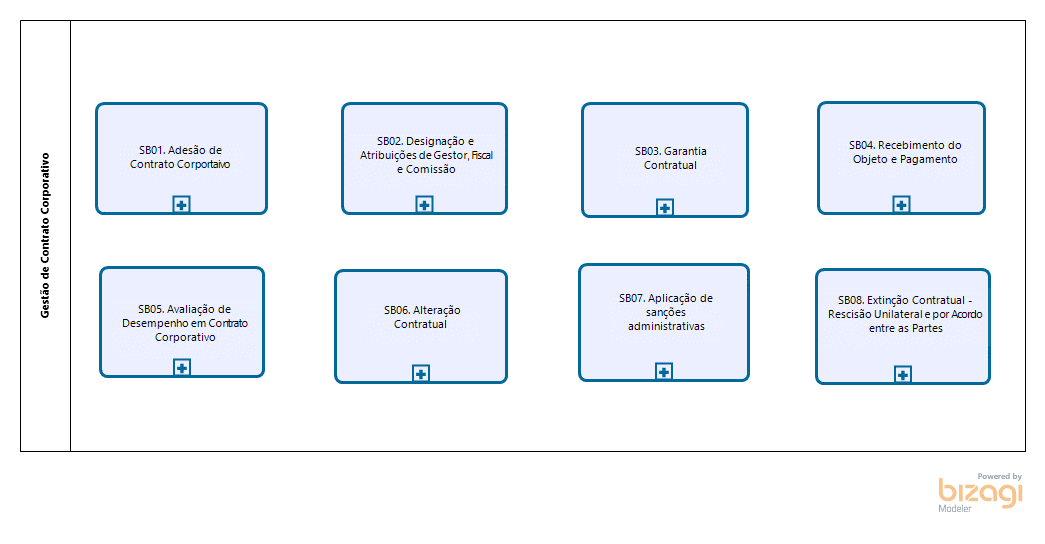 Gestão de Contrato Corporativo
SB01. Adesão de
Contrato Corportaivo
SB02. Designação e
Atribuições de Gestor, Fiscal
e Comissão
SB03. Garantia
Contratual
SB04. Recebimento do
Objeto e Pagamento
SB05. Avaliação de
Desempenho em Contrato
Corporativo
SB06. Alteração
Contratual
SB07. Aplicação de
sanções
administrativas
SB08. Extinção Contratual -
Rescisão Unilateral e por Acordo
entre as Partes
Powered by
bizagi
Modeler